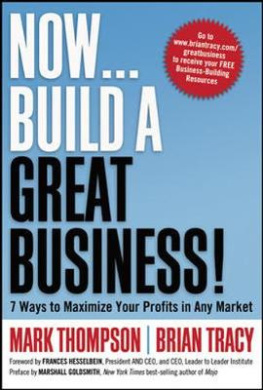 NOW...
BUILD A
GREAT
BUSINESS!
Go to
www.briantracy.com/
greatbusiness
to receive your FREE
Business-Building
Resources
7 Ways to Maximize Your Profits in Any Market
MARK THOMPSON | BRIAN TRACY
Foreword by FRANCES HESSELBEIN, President AND CEO, and CEO, Leader to Leader Institute
Preface by MARSHALL GOLDSMITH, New York Times best-selling author of Mojo